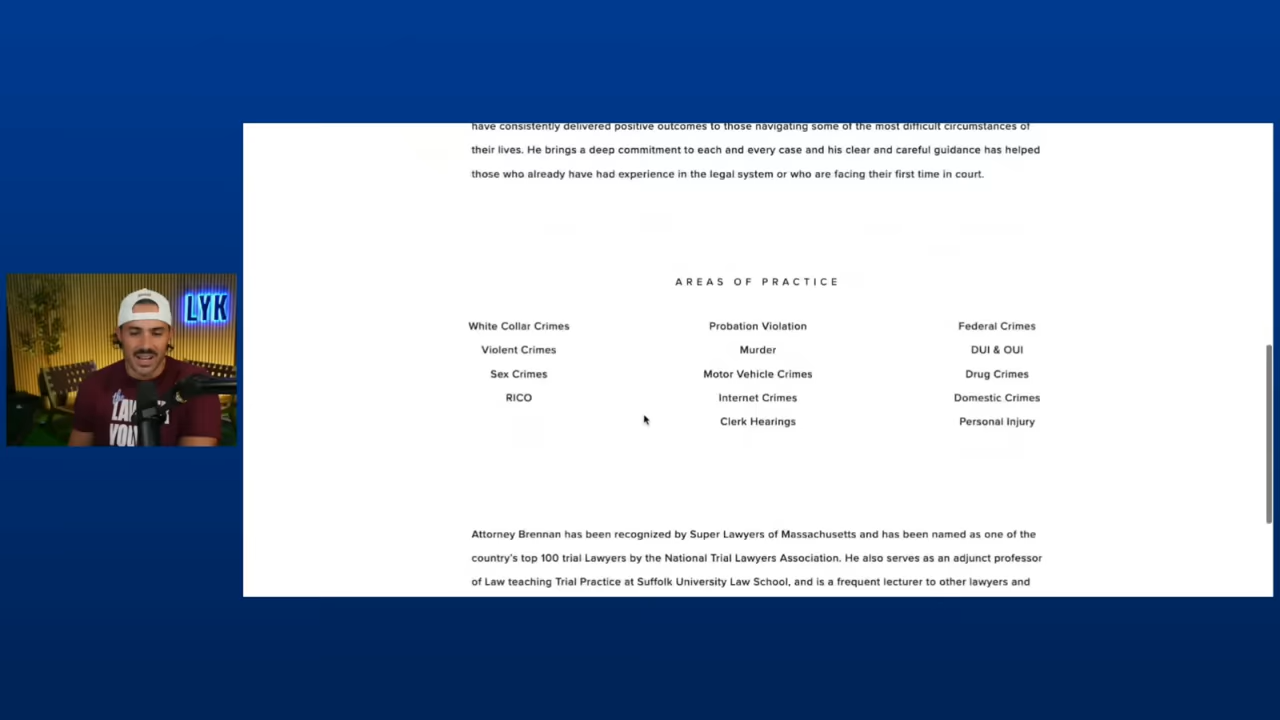 have consistently delivered positive outcomes to those navigating some of the most difficult circumstances of
their lives. He brings a deep commitment to each and every case and his clear and careful guidance has helped
those who already have had experience in the legal system or who are facing their first time in court.
AREAS OF PRACTICE
White Collar Crimes Probation Violation Federal Crimes
Violent Crimes Murder DUI & OUI
Sex Crimes Motor Vehicle Crimes Drug Crimes
RICO Internet Crimes Domestic Crimes
Clerk Hearings Personal Injury
Attorney Brennan has been recognized by Super Lawyers of Massachusetts and has been named as one of the
country's top 100 trial Lawyers by the National Trial Lawyers Association. He also serves as an adjunct professor
of Law teaching Trial Practice at Suffolk University Law School, and is a frequent lecturer to other lawyers and
LYK
the
YOU